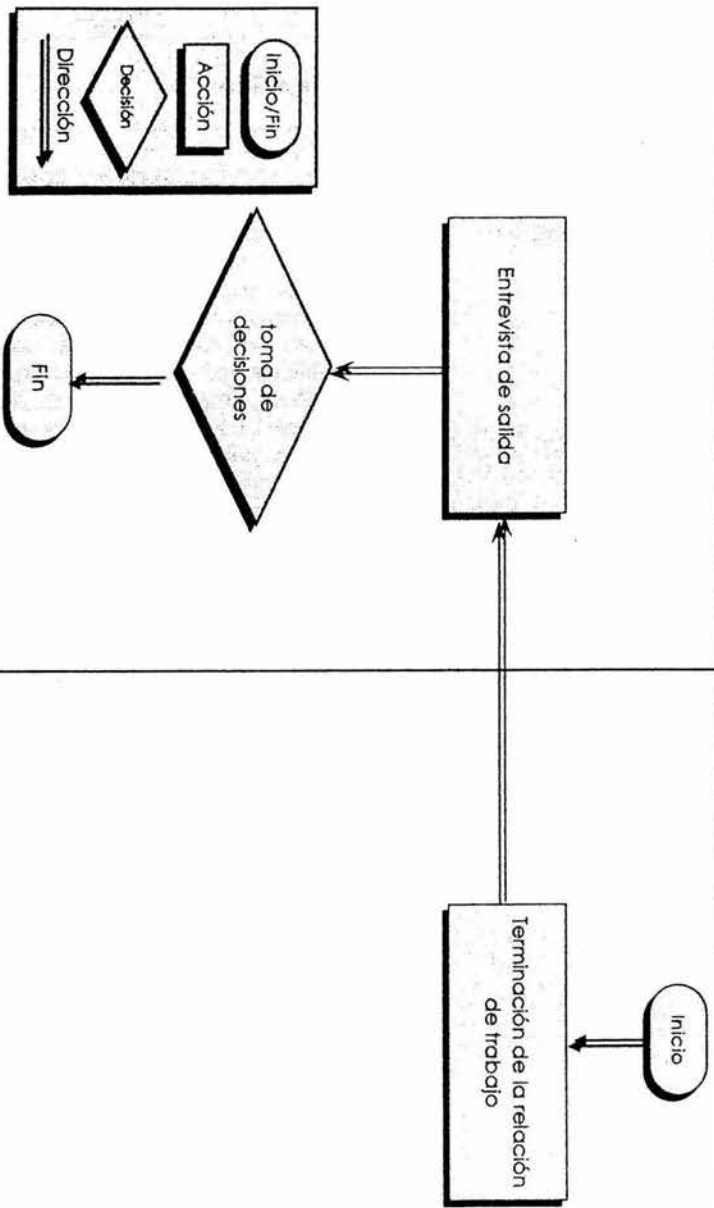 Inicio
Terminación de la relación
de trabajo
Entrevista de salida
toma de
decisiones
Fin
Inicio/Fin
Acción
Decisión
Dirección